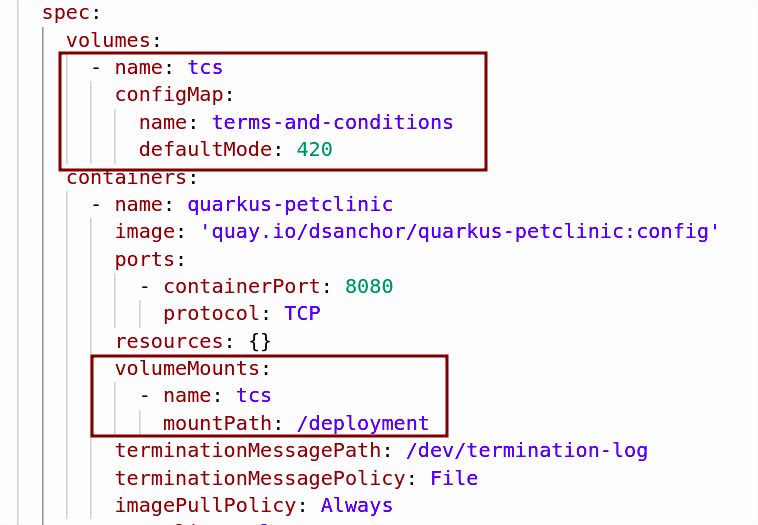 spec:
volumes:
- name: tcs
configMap:
name: terms-and-conditions
defaultMode: 420
containers:
- name: quarkus-petclinic
image: 'quay.io/dsanchor/quarkus-petclinic:config'
ports:
- containerPort: 8080
protocol: TCP
resources: {}
volumeMounts:
- name: tcs
mountPath: /deployment
terminationMessagePath: /dev/termination-log
terminationMessagePolicy: File
imagePullPolicy: Always